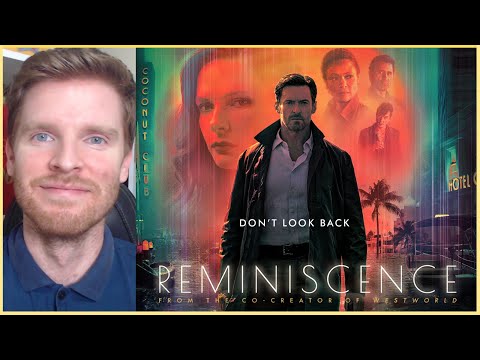 COCONUT CLUB
DON'T LOOK BACK
HOTEL
REMINISCENCE
FROM THE CO-CREATOR OF WESTWORLD